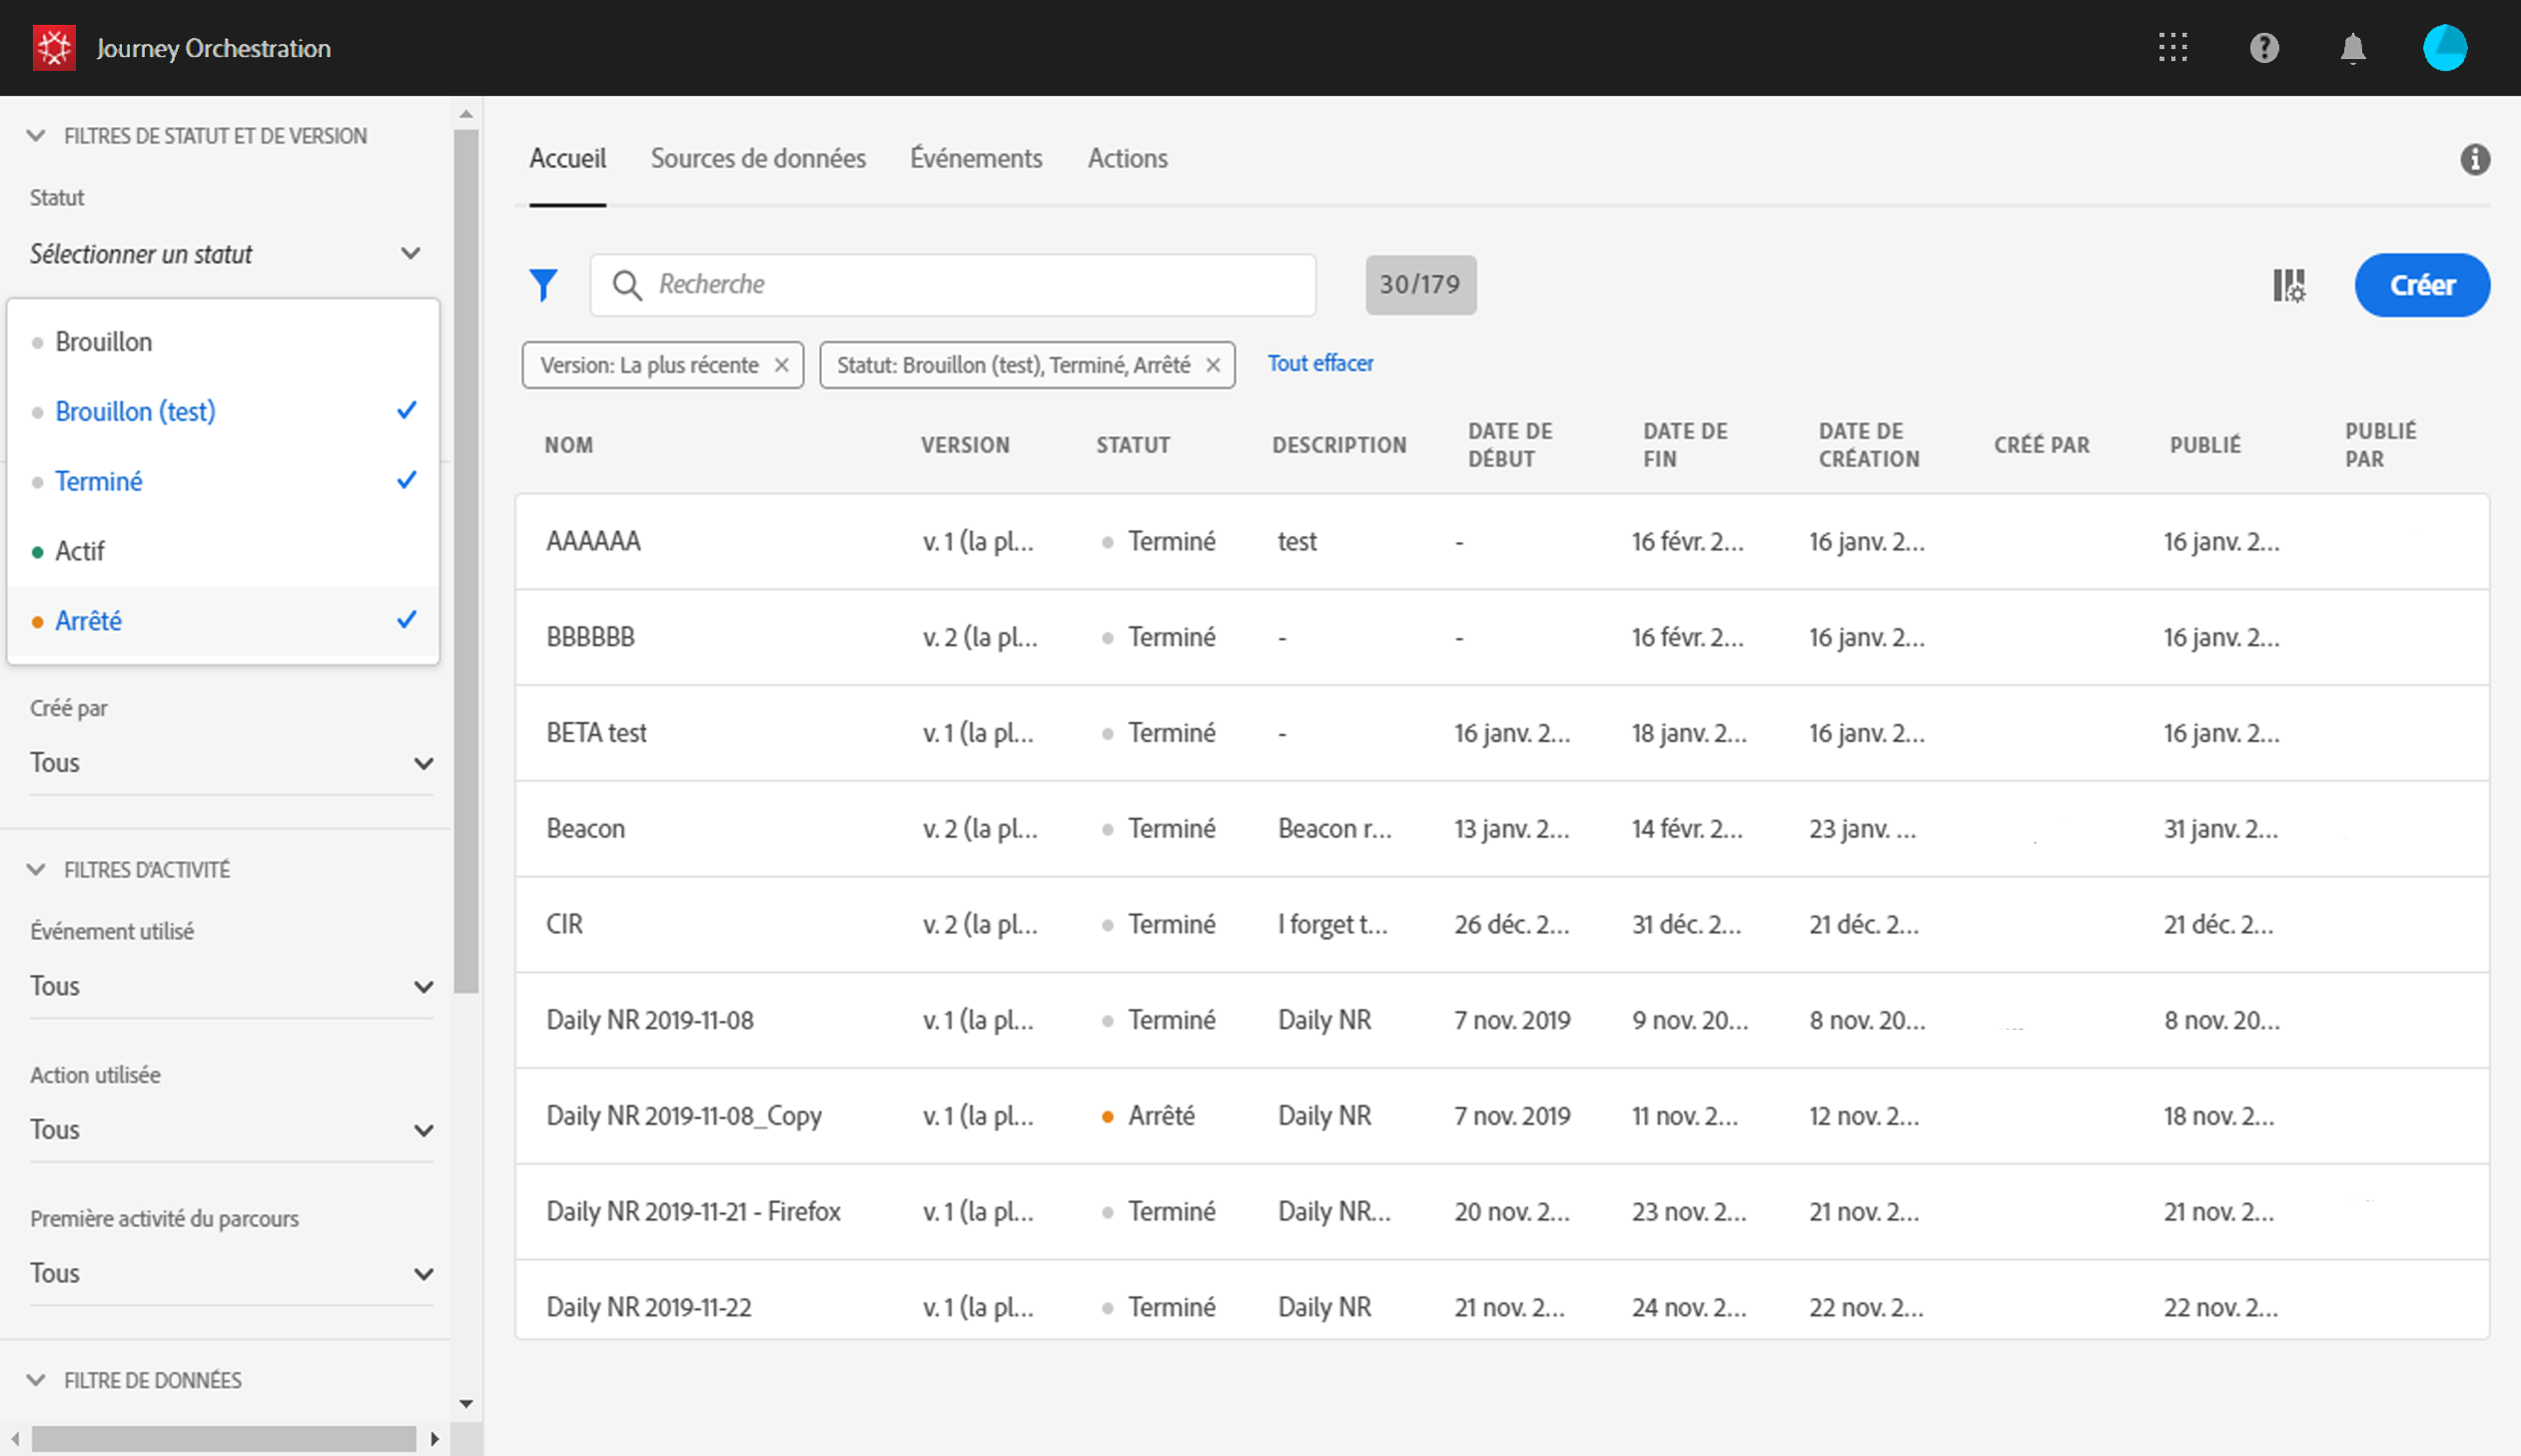 Journey Orchestration
FILTRES DE STATUT ET DE VERSION
Statut
Sélectionner un statut
Brouillon
Brouillon (test)
Terminé
Actif
Arrêté
Créé par
Tous
FILTRES D'ACTIVITÉ
Événement utilisé
Tous
Action utilisée
Tous
Première activité du parcours
Tous
FILTRE DE DONNÉES
Accueil Sources de données Événements Actions
Recherche 30/179 Créer
Version: La plus récente Statut: Brouillon (test), Terminé, Arrêté Tout effacer
NOM VERSION STATUT DESCRIPTION DATE DE DÉBUT DATE DE FIN DATE DE CRÉATION CRÉÉ PAR PUBLIÉ PUBLIÉ PAR
AAAAAA v. 1 (la pl... Terminé test - 16 févr. 2... 16 janv. 2... 16 janv. 2...
BBBBBB v. 2 (la pl... Terminé - - 16 févr. 2... 16 janv. 2... 16 janv. 2...
BETA test v. 1 (la pl... Terminé - 16 janv. 2... 18 janv. 2... 16 janv. 2... 16 janv. 2...
Beacon v. 2 (la pl... Terminé Beacon r... 13 janv. 2... 14 févr. 2... 23 janv. ... 31 janv. 2...
CIR v. 2 (la pl... Terminé I forget t... 26 déc. 2... 31 déc. 2... 21 déc. 2... 21 déc. 2...
Daily NR 2019-11-08 v. 1 (la pl... Terminé Daily NR 7 nov. 2019 9 nov. 20... 8 nov. 20... 8 nov. 20...
Daily NR 2019-11-08_Copy v. 1 (la pl... Arrêté Daily NR 7 nov. 2019 11 nov. 2... 12 nov. 2... 18 nov. 2...
Daily NR 2019-11-21 - Firefox v. 1 (la pl... Terminé Daily NR... 20 nov. 2... 23 nov. 2... 21 nov. 2... 21 nov. 2...
Daily NR 2019-11-22 v. 1 (la pl... Terminé Daily NR 21 nov. 2... 24 nov. 2... 22 nov. 2... 22 nov. 2...